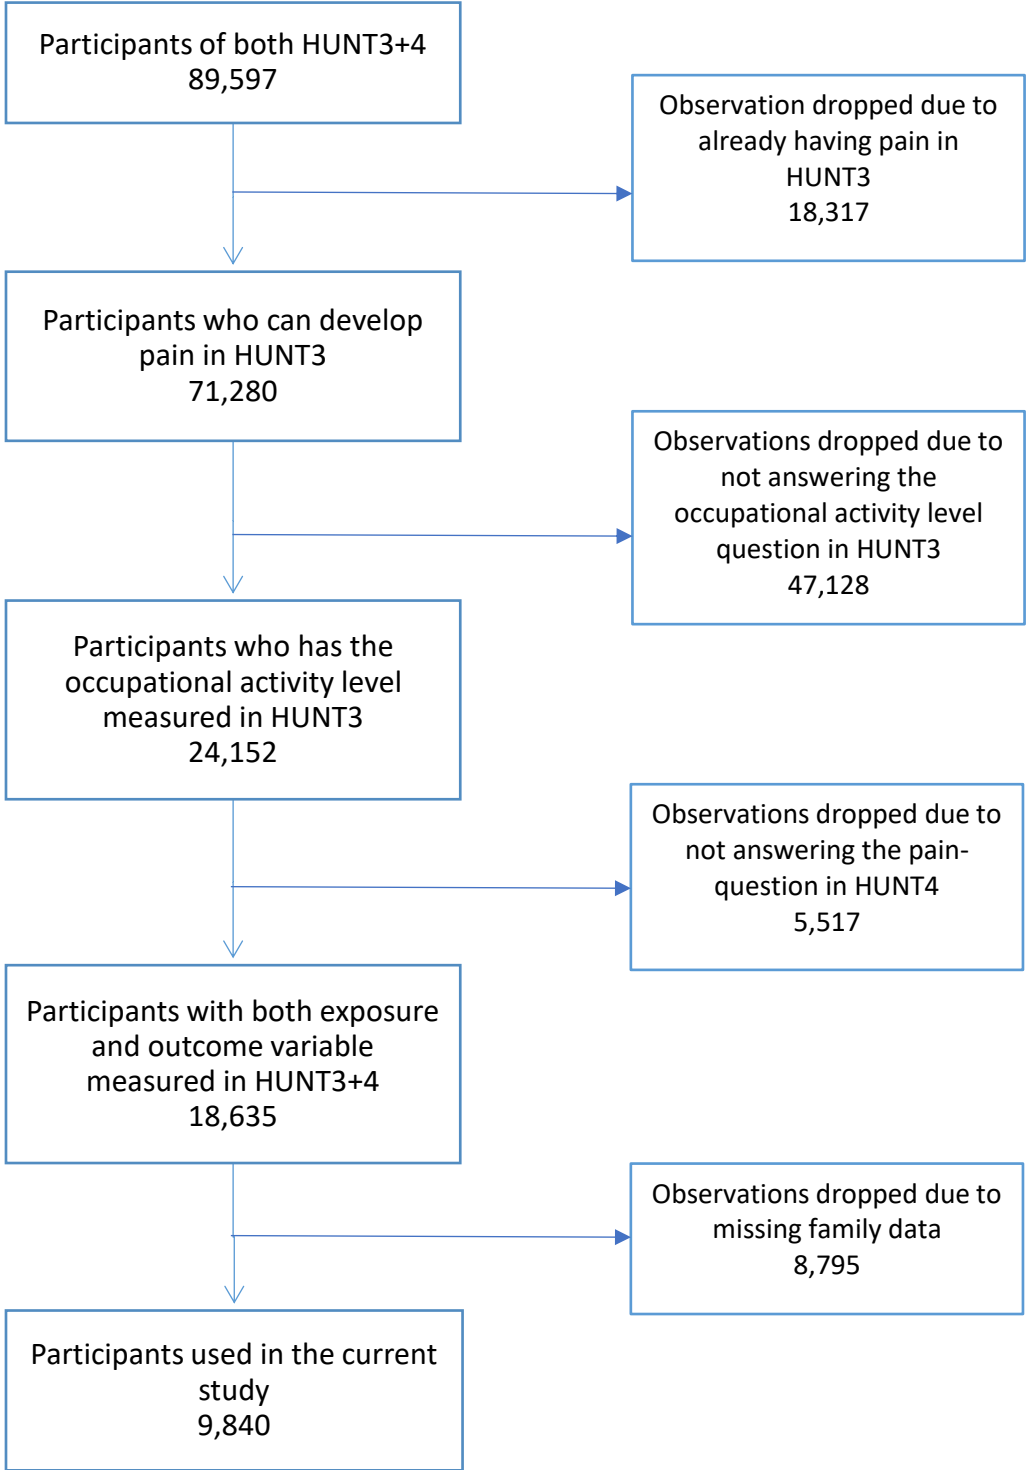 Participants of both HUNT3+4
89,597
Observation dropped due to
already having pain in
HUNT3
18,317
Participants who can develop
pain in HUNT3
71,280
Observations dropped due to
not answering the
occupational activity level
question in HUNT3
47,128
Participants who has the
occupational activity level
measured in HUNT3
24,152
Observations dropped due to
not answering the pain-
question in HUNT4
5,517
Participants with both exposure
and outcome variable
measured in HUNT3+4
18,635
Observations dropped due to
missing family data
8,795
Participants used in the current
study
9,840